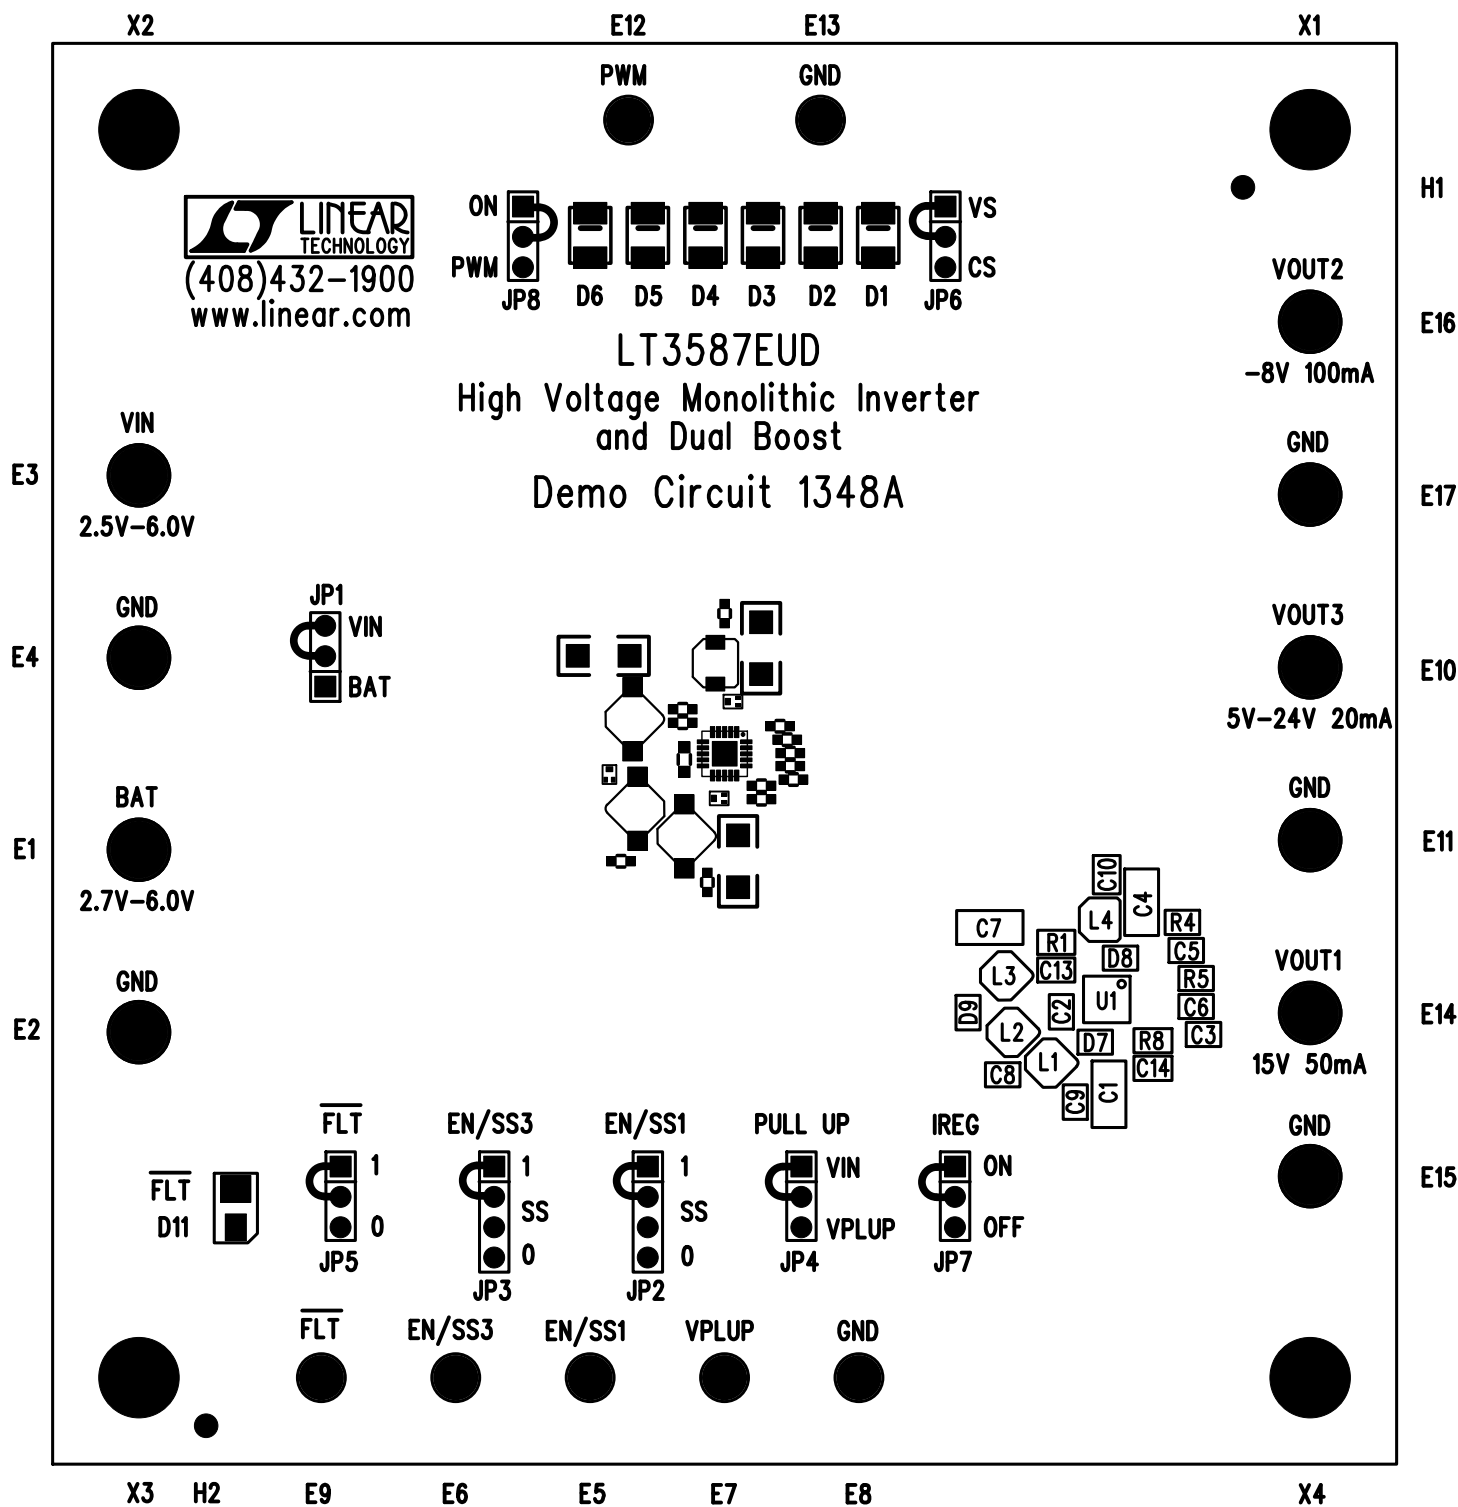 X2 E12 E13 X1
PWM GND
H1
LINEAR
TECHNOLOGY
(408)432-1900
www.linear.com
ON
PWM
JP8
D6 D5 D4 D3 D2 D1
VS
CS
JP6
LT3587EUD
High Voltage Monolithic Inverter
and Dual Boost
Demo Circuit 1348A
VOUT2
E16
-8V 100mA
VIN
E3
2.5V-6.0V
GND
E17
GND
E4
JP1
VIN
BAT
VOUT3
E10
5V-24V 20mA
BAT
E1
2.7V-6.0V
GND
E11
GND
E2
C10
C4
C7
L4
R4
R1
C5
D8
L3
C13
R5
U1
D9
C2
C6
L2
D7
R8
C3
L1
C8
C14
C9
C1
VOUT1
E14
15V 50mA
GND
E15
FLT
D11
FLT
1
0
JP5
EN/SS3
1
SS
0
JP3
EN/SS1
1
SS
0
JP2
PULL UP
VIN
VPLUP
JP4
IREG
ON
OFF
JP7
FLT EN/SS3 EN/SS1 VPLUP GND
X3 H2 E9 E6 E5 E7 E8 X4